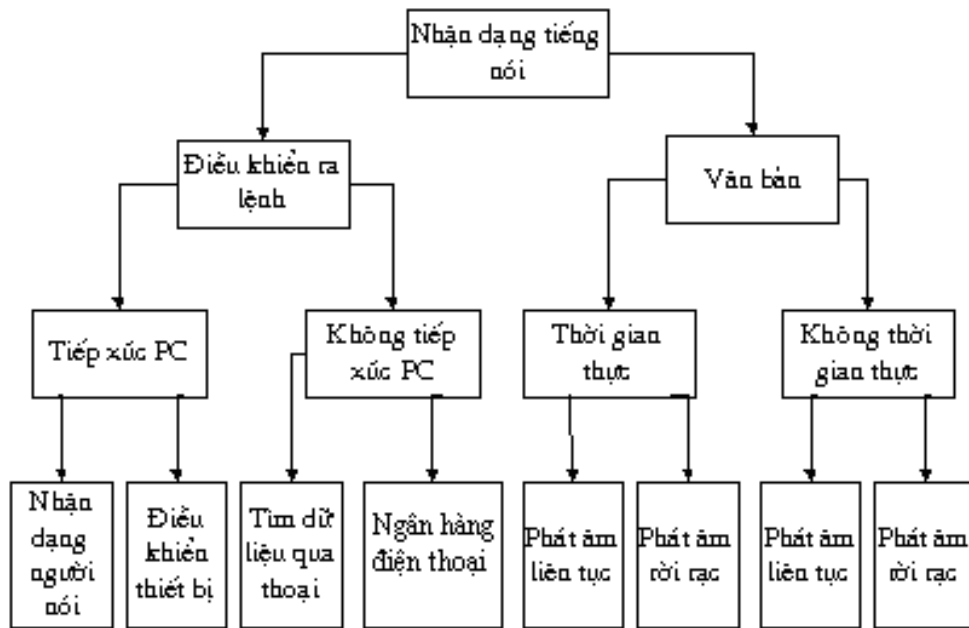 Nhận dạng tiếng
nói
Điều khiển ra
lệnh
Văn bản
Tiếp xúc PC
Không tiếp
xúc PC
Thời gian
thực
Không thời
gian thực
Nhận
dạng
người
nói
Điều
khiển
thiết bị
Tìm dữ
liệu qua
thoại
Ngân hàng
điện thoại
Phát âm
liên tục
Phát âm
rời rạc
Phát âm
liên tục
Phát âm
rời rạc